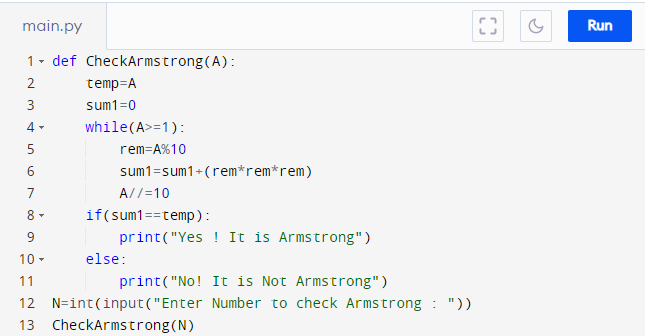 main.py
Run
1 def CheckArmstrong(A):
2     temp=A
3     sum1=0
4     while(A>=1):
5         rem=A%10
6         sum1=sum1+(rem*rem*rem)
7         A//=10
8     if(sum1==temp):
9         print("Yes ! It is Armstrong")
10     else:
11         print("No! It is Not Armstrong")
12 N=int(input("Enter Number to check Armstrong : "))
13 CheckArmstrong(N)